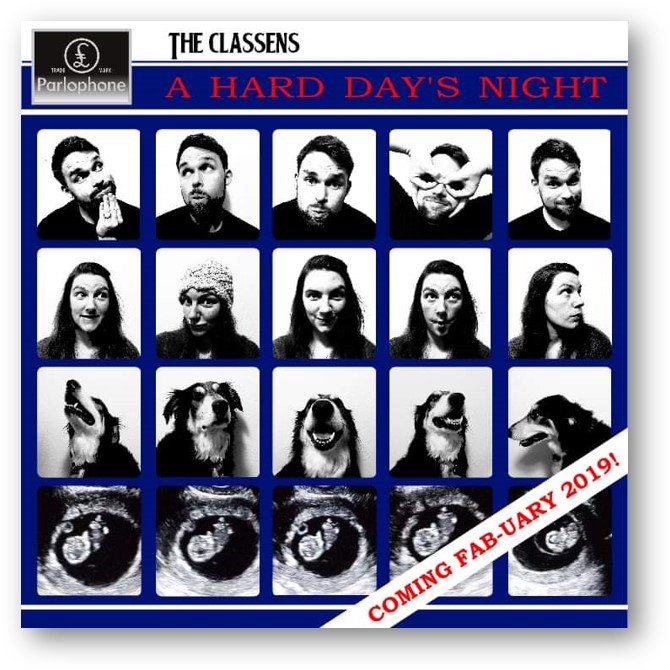 THE CLASSENS
£
TRADE MARK
Parlophone
A HARD DAY'S NIGHT
COMING FAB-UARY 2019!